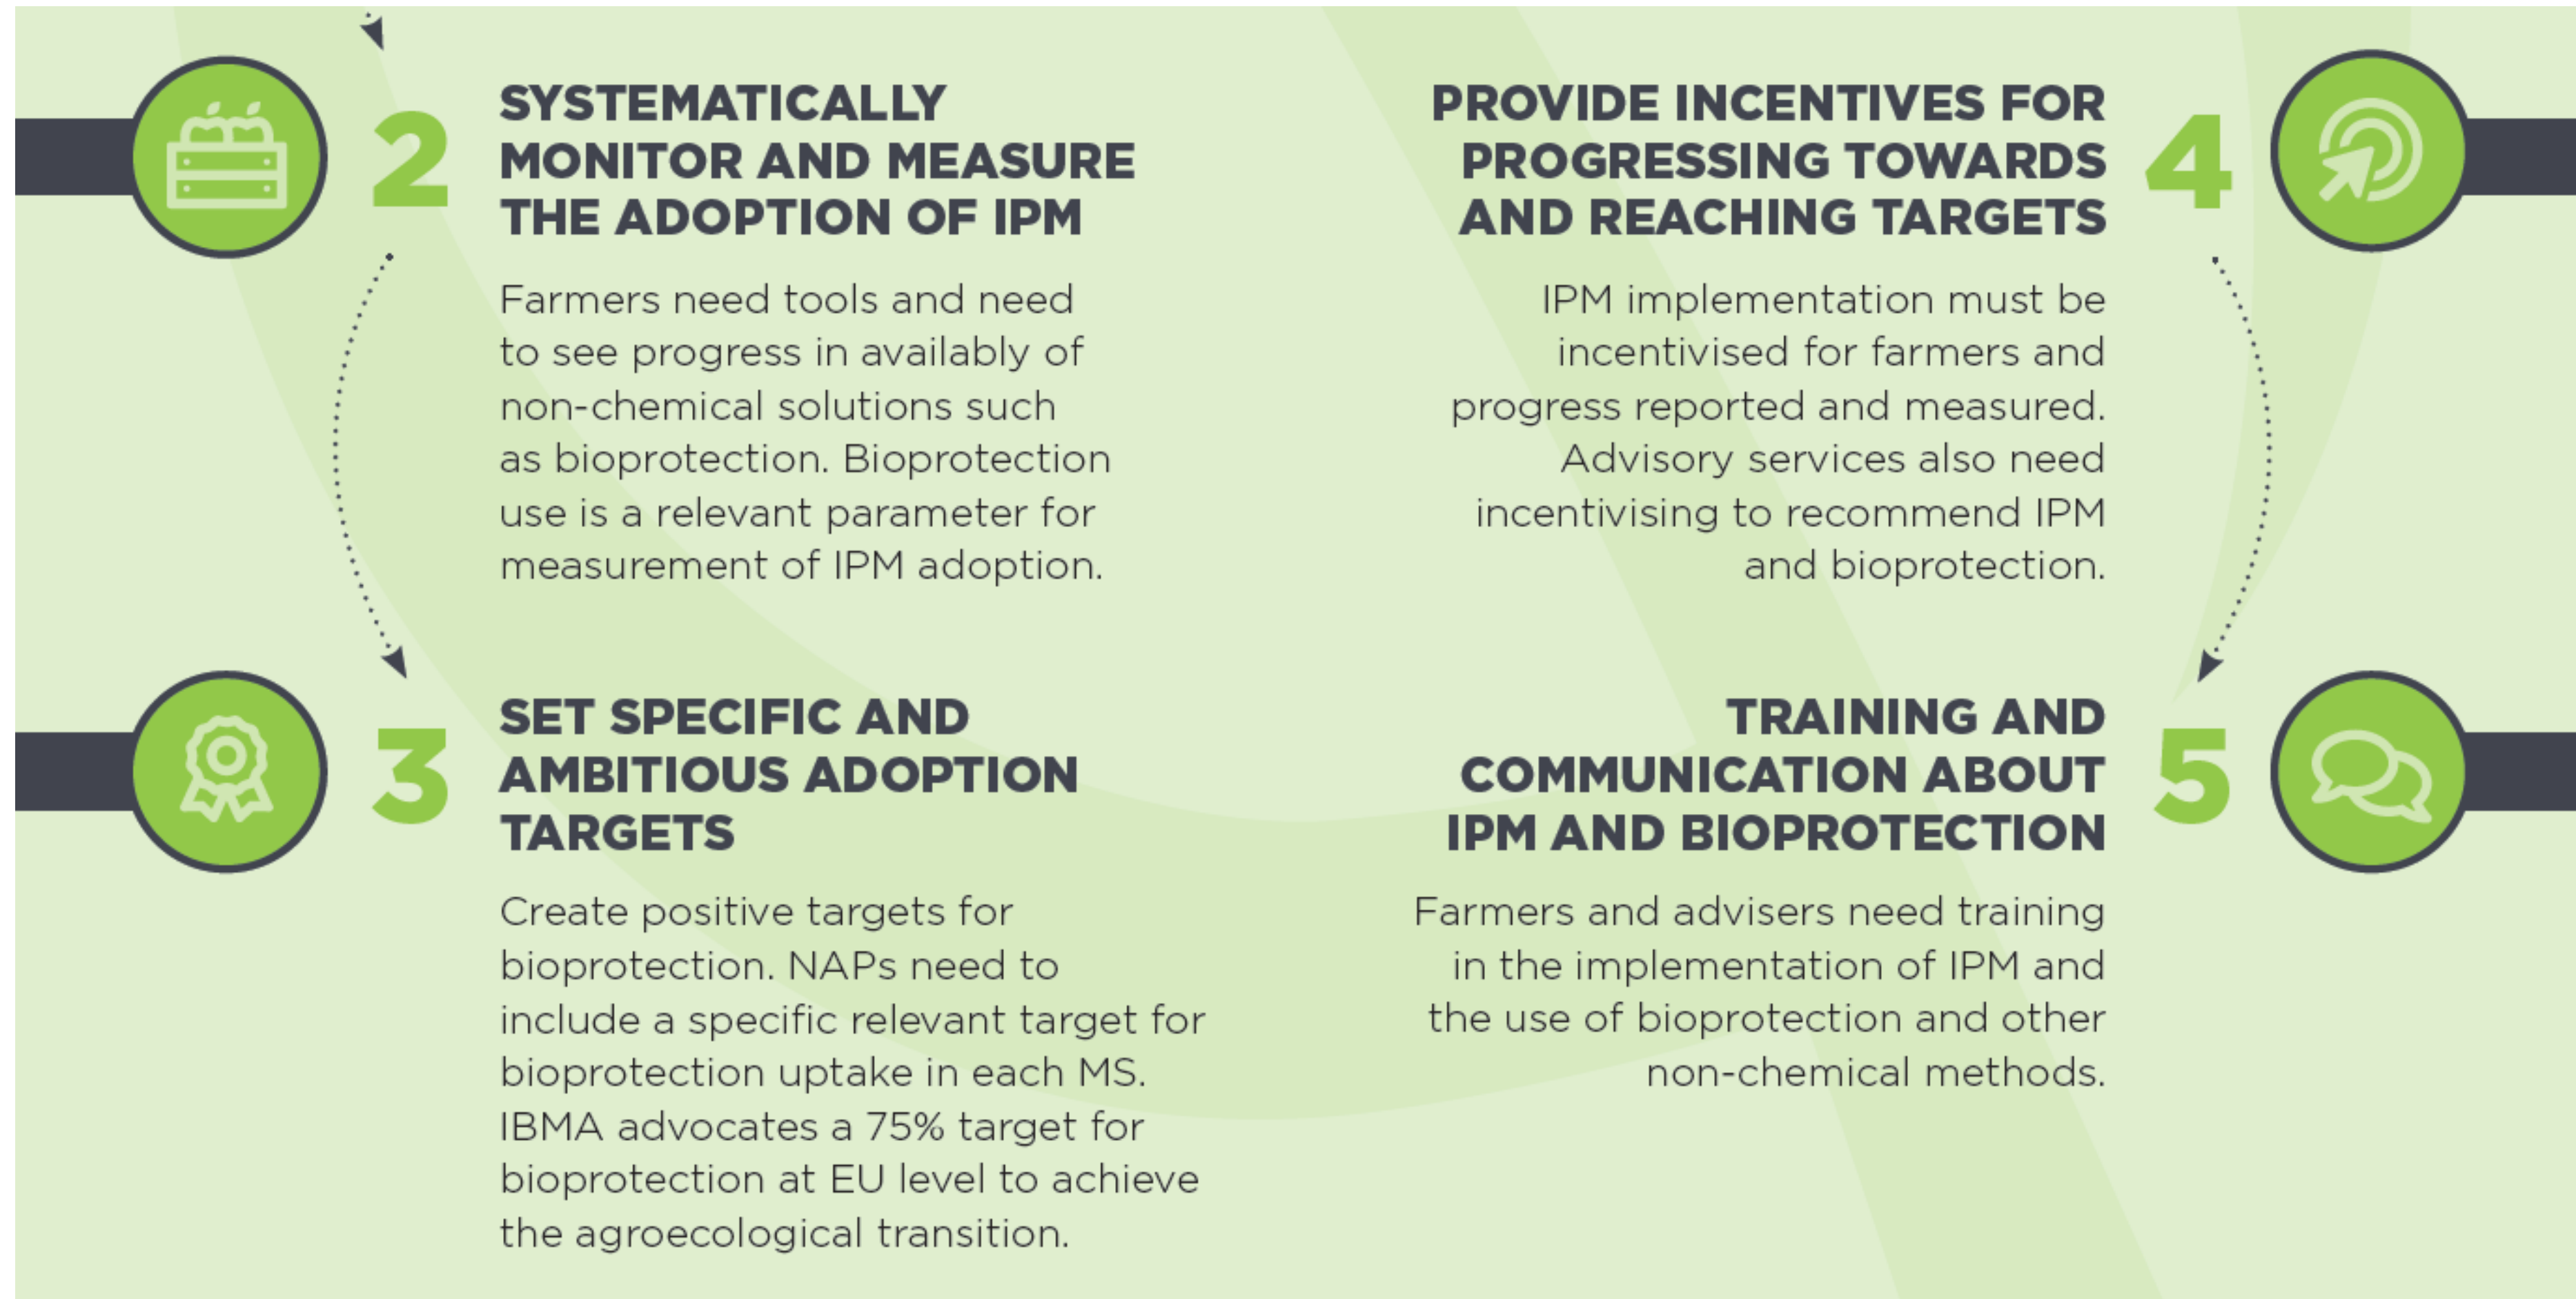 2
SYSTEMATICALLY
MONITOR AND MEASURE
THE ADOPTION OF IPM
Farmers need tools and need
to see progress in availably of
non-chemical solutions such
as bioprotection. Bioprotection
use is a relevant parameter for
measurement of IPM adoption.
3
SET SPECIFIC AND
AMBITIOUS ADOPTION
TARGETS
Create positive targets for
bioprotection. NAPs need to
include a specific relevant target for
bioprotection uptake in each MS.
IBMA advocates a 75% target for
bioprotection at EU level to achieve
the agroecological transition.
4
PROVIDE INCENTIVES FOR
PROGRESSING TOWARDS
AND REACHING TARGETS
IPM implementation must be
incentivised for farmers and
progress reported and measured.
Advisory services also need
incentivising to recommend IPM
and bioprotection.
5
TRAINING AND
COMMUNICATION ABOUT
IPM AND BIOPROTECTION
Farmers and advisers need training
in the implementation of IPM and
the use of bioprotection and other
non-chemical methods.